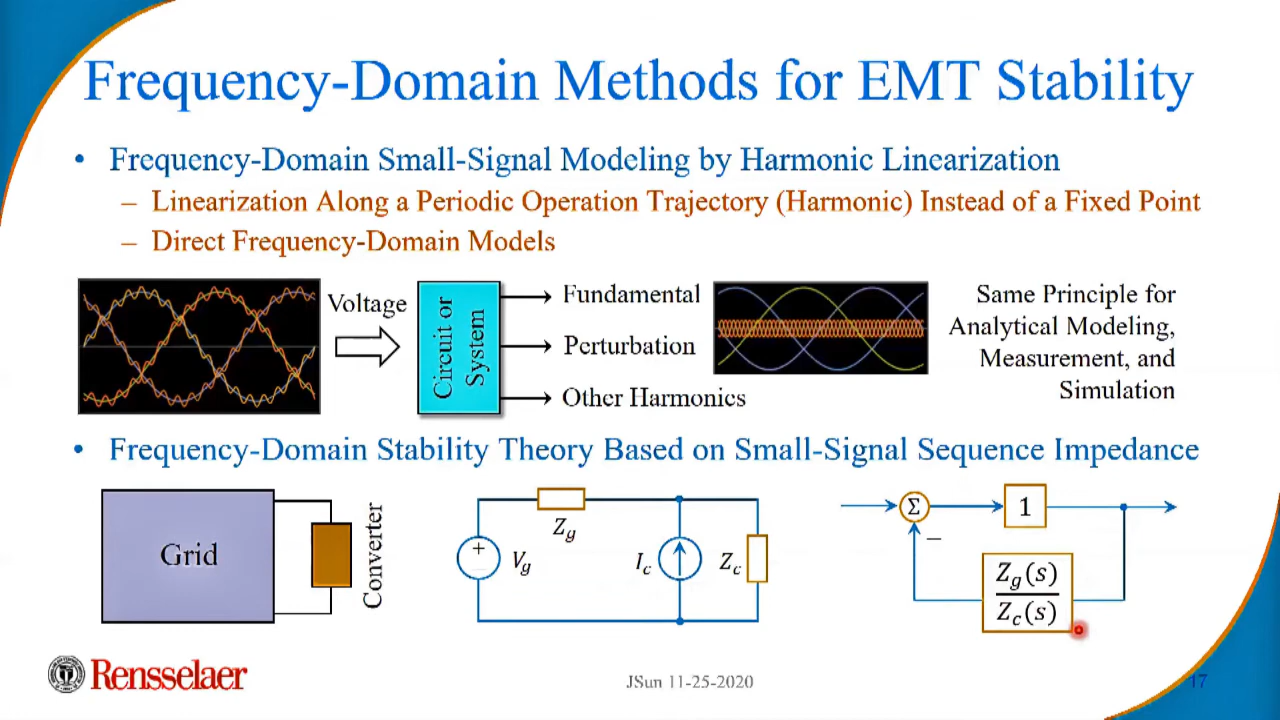 Frequency-Domain Methods for EMT Stability
• Frequency-Domain Small-Signal Modeling by Harmonic Linearization
– Linearization Along a Periodic Operation Trajectory (Harmonic) Instead of a Fixed Point
– Direct Frequency-Domain Models
Voltage
Circuit or
System
Fundamental
Perturbation
Other Harmonics
Same Principle for
Analytical Modeling,
Measurement, and
Simulation
• Frequency-Domain Stability Theory Based on Small-Signal Sequence Impedance
Grid
Converter
Z_g
+
V_g
I_c
Z_c
Σ
–
1
Z_g(s)
Z_c(s)
Rensselaer
JSun 11-25-2020
17